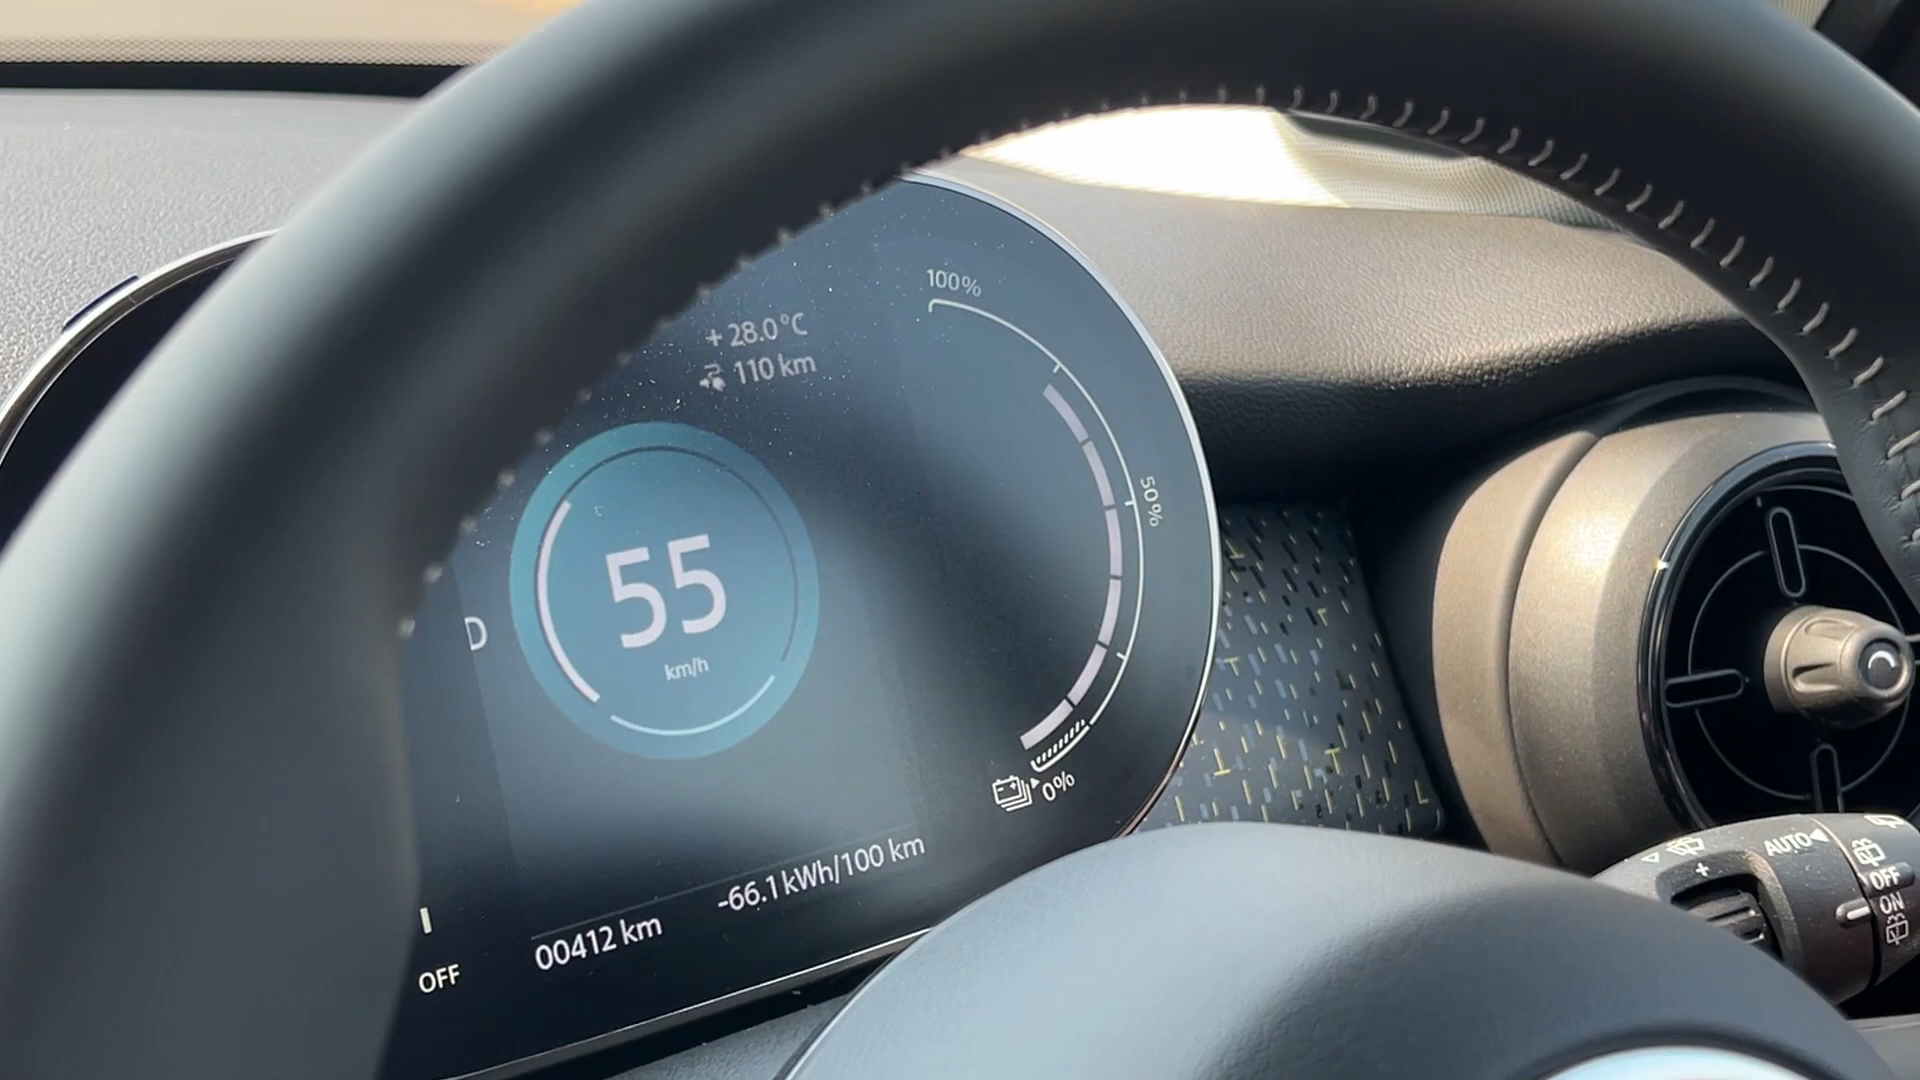 100%
+ 28.0°C
110 km
50%
55
km/h
D
0%
-66.1 kWh/100 km
00412 km
OFF
AUTO
OFF
ON